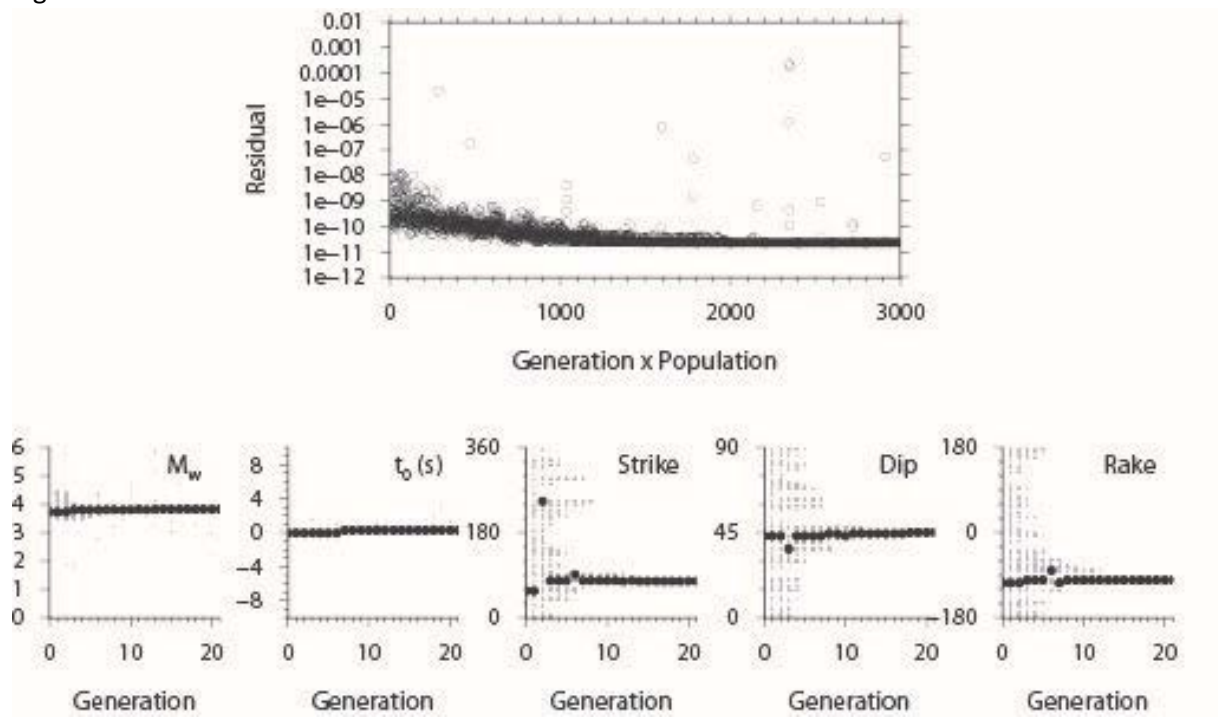 0.01
0.001
0.0001
1e−05
1e−06
1e−07
1e−08
1e−09
1e−10
1e−11
1e−12
Residual
0 1000 2000 3000
Generation x Population
6 5 4 3 2 1 0
Mw
0 10 20
Generation
8 4 0 −4 −8
to (s)
0 10 20
Generation
360 180 0
Strike
0 10 20
Generation
90 45 0
Dip
0 10 20
Generation
180 0 −180
Rake
0 10 20
Generation